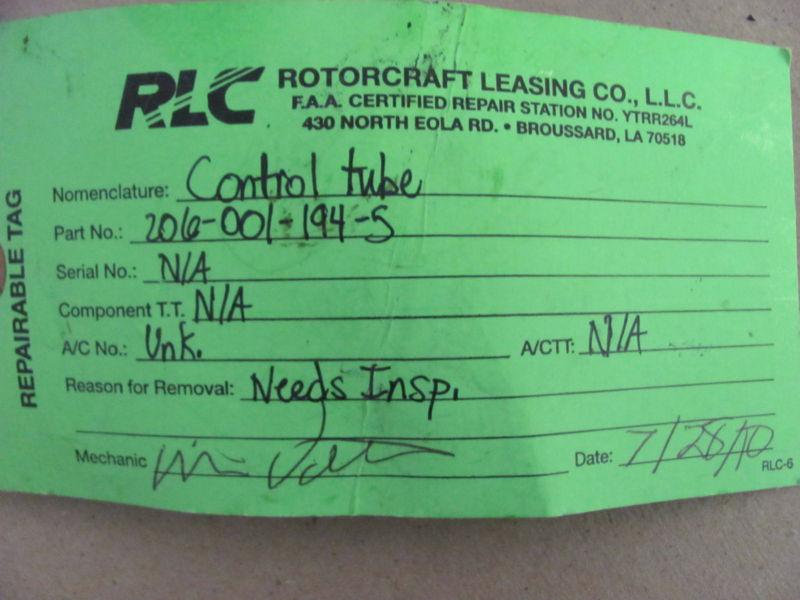 RLC
ROTORCRAFT LEASING CO., L.L.C.
F.A.A. CERTIFIED REPAIR STATION NO. YTRR264L
430 NORTH EOLA RD. • BROUSSARD, LA 70518
REPAIRABLE TAG
Nomenclature: Control tube
Part No.: 206-001-194-5
Serial No.: N/A
Component T.T. N/A
A/C No.: Unk. A/CTT: N/A
Reason for Removal: Needs Insp.
Mechanic Date: 7/28/10
RLC-6